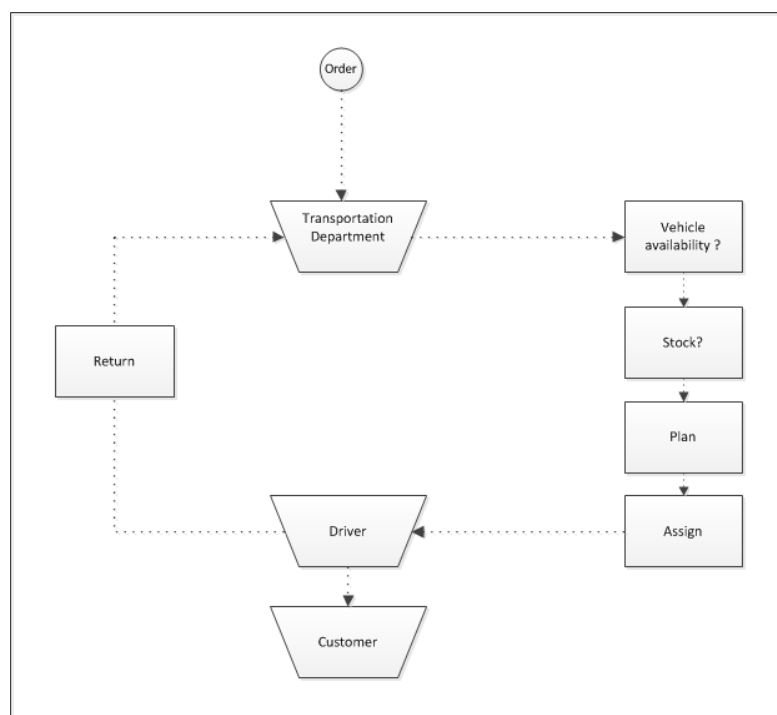 Order
Transportation
Department
Vehicle
availability ?
Return
Stock?
Plan
Driver
Assign
Customer